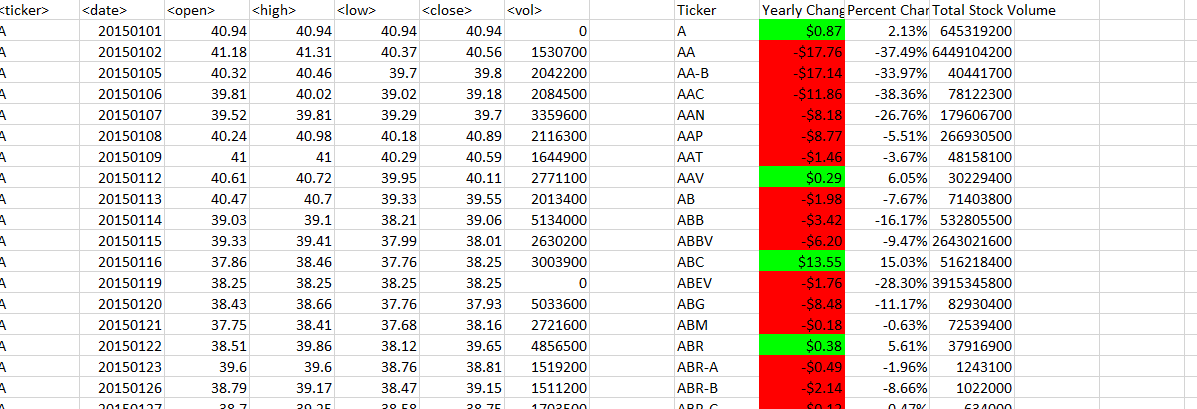 <ticker> <date> <open> <high> <low> <close> <vol> Ticker Yearly Chang Percent Char Total Stock Volume
A 20150101 40.94 40.94 40.94 40.94 0 A $0.87 2.13% 645319200
A 20150102 41.18 41.31 40.37 40.56 1530700 AA -$17.76 -37.49% 6449104200
A 20150105 40.32 40.46 39.7 39.8 2042200 AA-B -$17.14 -33.97% 40441700
A 20150106 39.81 40.02 39.02 39.18 2084500 AAC -$11.86 -38.36% 78122300
A 20150107 39.52 39.81 39.29 39.7 3359600 AAN -$8.18 -26.76% 179606700
A 20150108 40.24 40.98 40.18 40.89 2116300 AAP -$8.77 -5.51% 266930500
A 20150109 41 41 40.29 40.59 1644900 AAT -$1.46 -3.67% 48158100
A 20150112 40.61 40.72 39.95 40.11 2771100 AAV $0.29 6.05% 30229400
A 20150113 40.47 40.7 39.33 39.55 2013400 AB -$1.98 -7.67% 71403800
A 20150114 39.03 39.1 38.21 39.06 5134000 ABB -$3.42 -16.17% 532805500
A 20150115 39.33 39.41 37.99 38.01 2630200 ABBV -$6.20 -9.47% 2643021600
A 20150116 37.86 38.46 37.76 38.25 3003900 ABC $13.55 15.03% 516218400
A 20150119 38.25 38.25 38.25 38.25 0 ABEV -$1.76 -28.30% 3915345800
A 20150120 38.43 38.66 37.76 37.93 5033600 ABG -$8.48 -11.17% 82930400
A 20150121 37.75 38.41 37.68 38.16 2721600 ABM -$0.18 -0.63% 72539400
A 20150122 38.51 39.86 38.12 39.65 4856500 ABR $0.38 5.61% 37916900
A 20150123 39.6 39.6 38.76 38.81 1519200 ABR-A -$0.49 -1.96% 1243100
A 20150126 38.79 39.17 38.47 39.15 1511200 ABR-B -$2.14 -8.66% 1022000